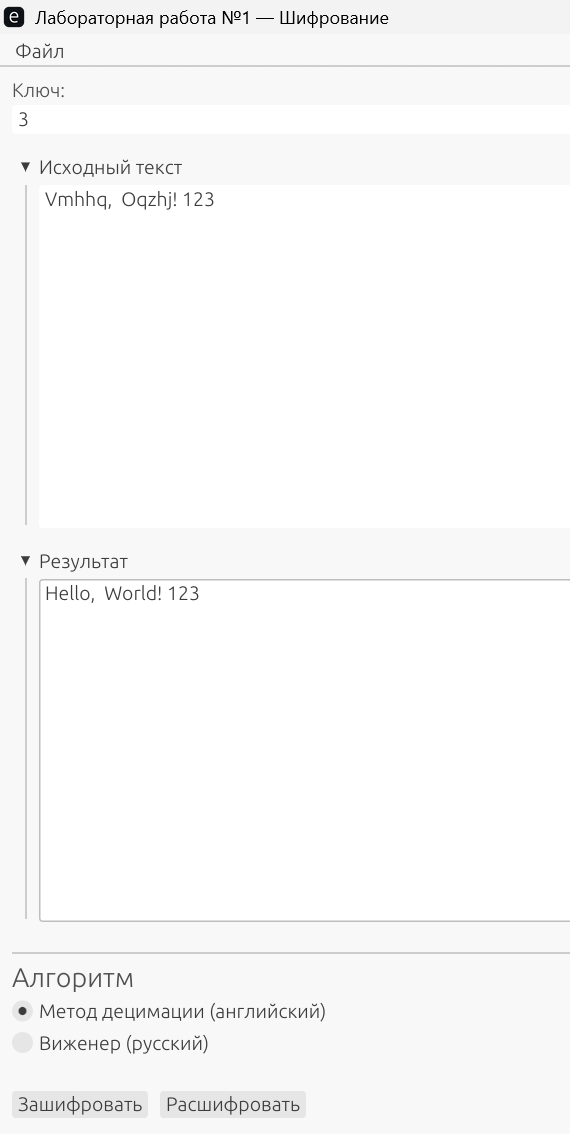 e Лабораторная работа №1 — Шифрование
Файл
Ключ:
3
Исходный текст
Vmhhq,  Oqzhj! 123
Результат
Hello,  World! 123
Алгоритм
Метод децимации (английский)
Виженер (русский)
Зашифровать Расшифровать